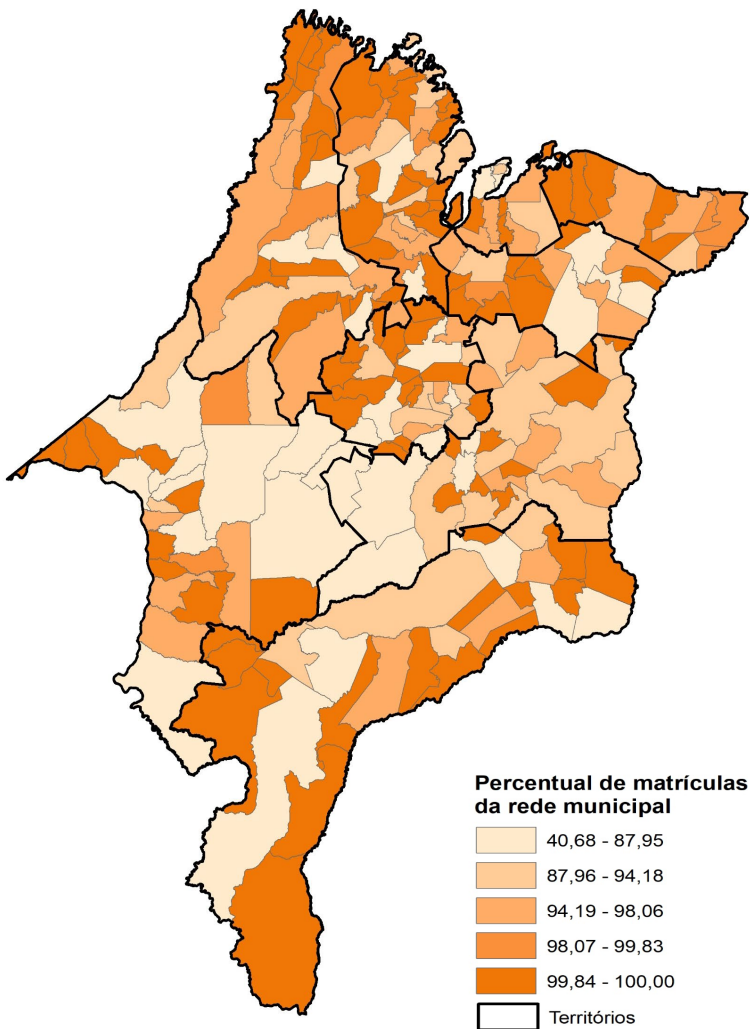 Percentual de matrículas
da rede municipal
40,68 - 87,95
87,96 - 94,18
94,19 - 98,06
98,07 - 99,83
99,84 - 100,00
Territórios